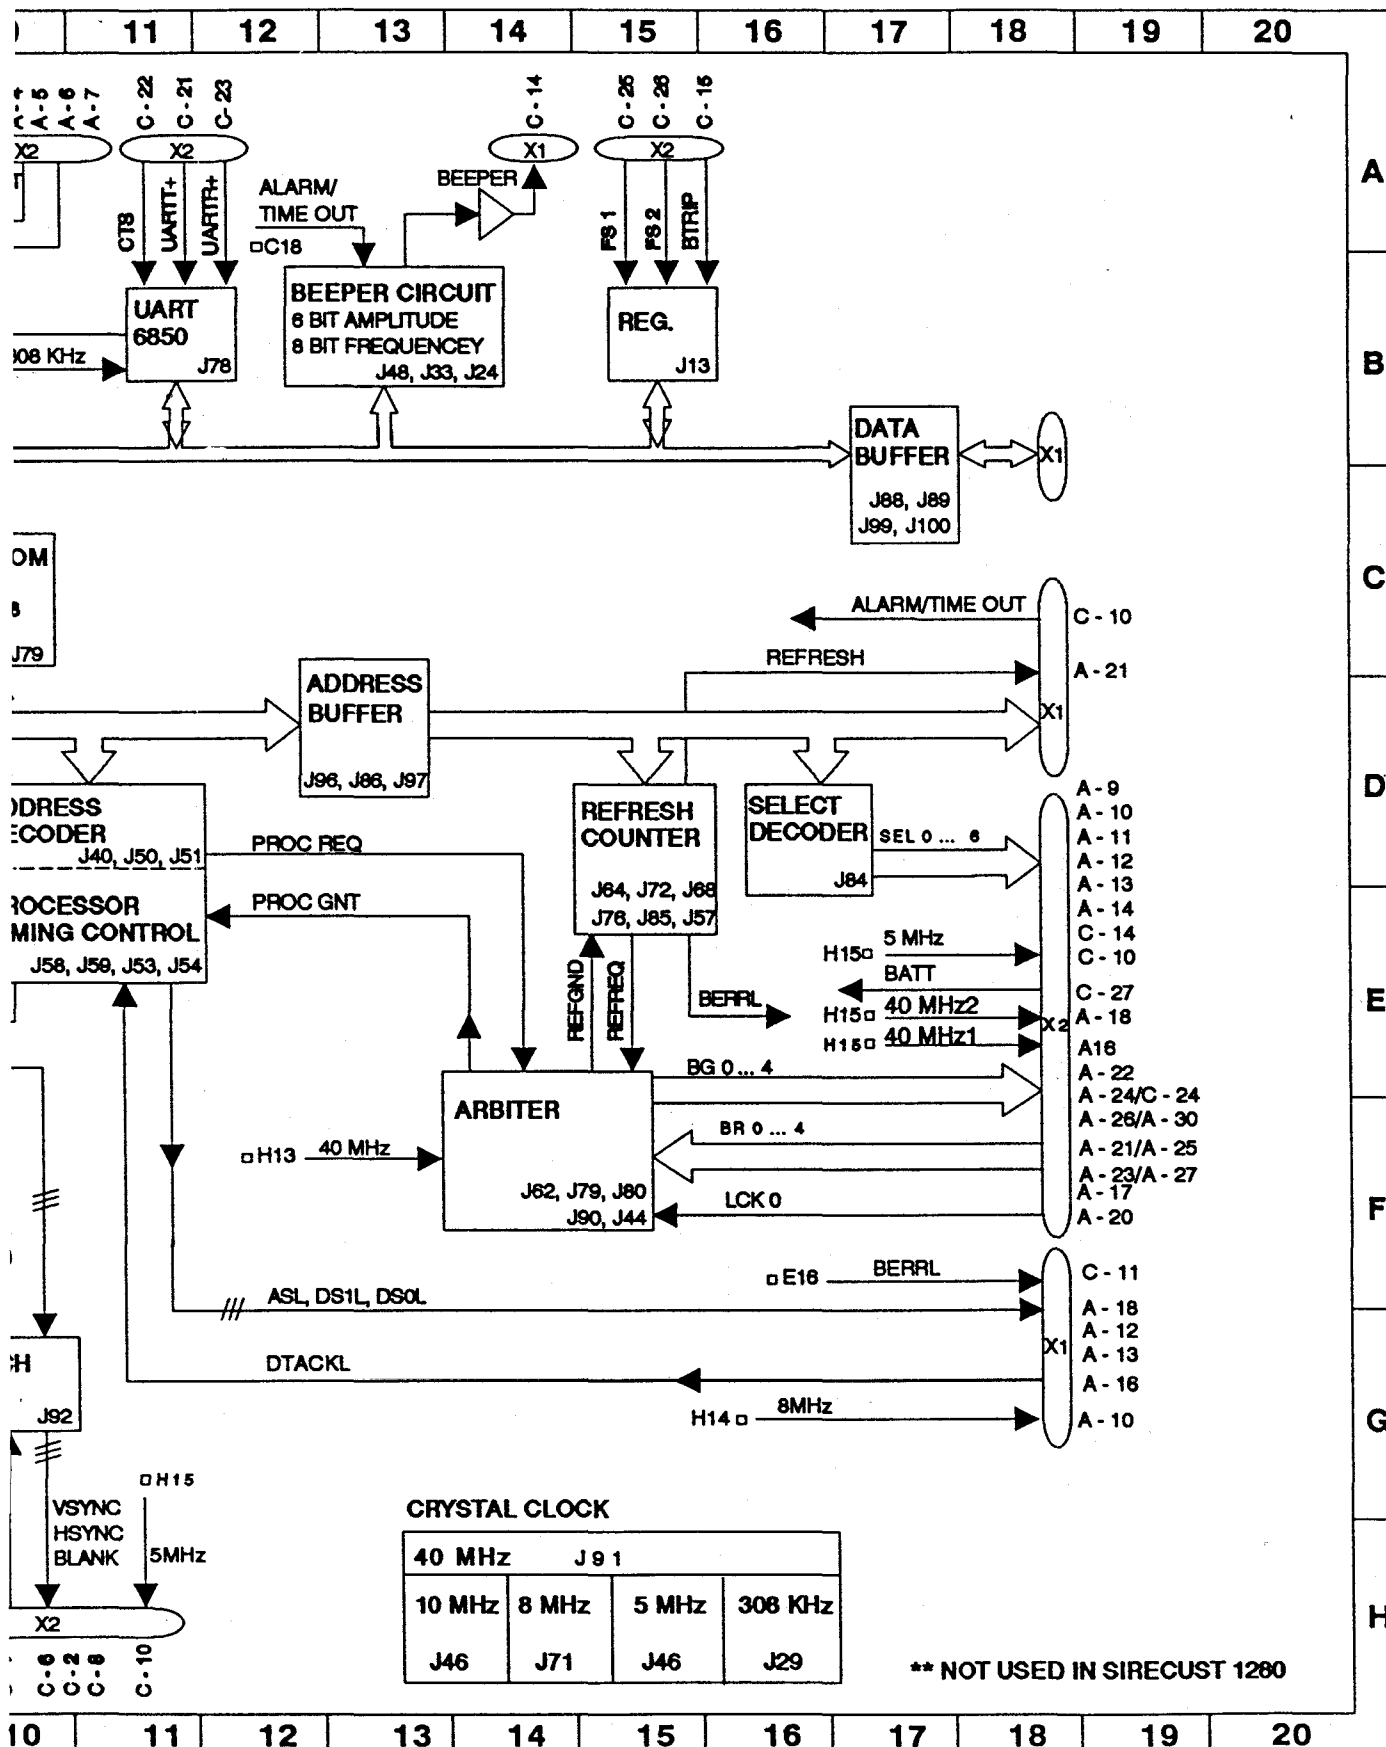 11 12 13 14 15 16 17 18 19 20
A - 5
A - 6
A - 7
C - 22
C - 21
C - 23
C - 14
C - 25
C - 26
C - 15
X2
X2
X1
X2
A
CTS
UARTT+
UARTR+
ALARM/
TIME OUT
C18
BEEPER
FS 1
FS 2
BTRIP
UART
6850
J78
BEEPER CIRCUIT
6 BIT AMPLITUDE
8 BIT FREQUENCEY
J48, J33, J24
REG.
J13
B
308 KHz
DATA
BUFFER
J88, J89
J99, J100
X1
OM
J79
C
ALARM/TIME OUT
C - 10
REFRESH
A - 21
ADDRESS
BUFFER
J96, J86, J97
X1
D
DDRESS
ECODER
J40, J50, J51
ROCESSOR
MING CONTROL
J58, J59, J53, J54
PROC REQ
PROC GNT
REFRESH
COUNTER
J64, J72, J68
J76, J85, J57
SELECT
DECODER
J84
SEL 0 ... 6
A - 9
A - 10
A - 11
A - 12
A - 13
A - 14
C - 14
C - 10
C - 27
A - 18
A16
A - 22
A - 24/C - 24
A - 26/A - 30
A - 21/A - 25
A - 23/A - 27
A - 17
A - 20
H15 5 MHz
BATT
H15 40 MHz2
H15 40 MHz1
X2
E
REFGND
REFREQ
BERRL
BG 0 ... 4
ARBITER
J62, J79, J80
J90, J44
H13 40 MHz
BR 0 ... 4
LCK 0
F
E16 BERRL
C - 11
ASL, DS1L, DS0L
A - 18
A - 12
A - 13
X1
DTACKL
A - 16
H14 8MHz
A - 10
G
CH
J92
H15
VSYNC
HSYNC
BLANK
5MHz
X2
C - 6
C - 2
C - 8
C - 10
CRYSTAL CLOCK
40 MHz J91
10 MHz 8 MHz 5 MHz 308 KHz
J46 J71 J46 J29
H
** NOT USED IN SIRECUST 1280
10 11 12 13 14 15 16 17 18 19 20